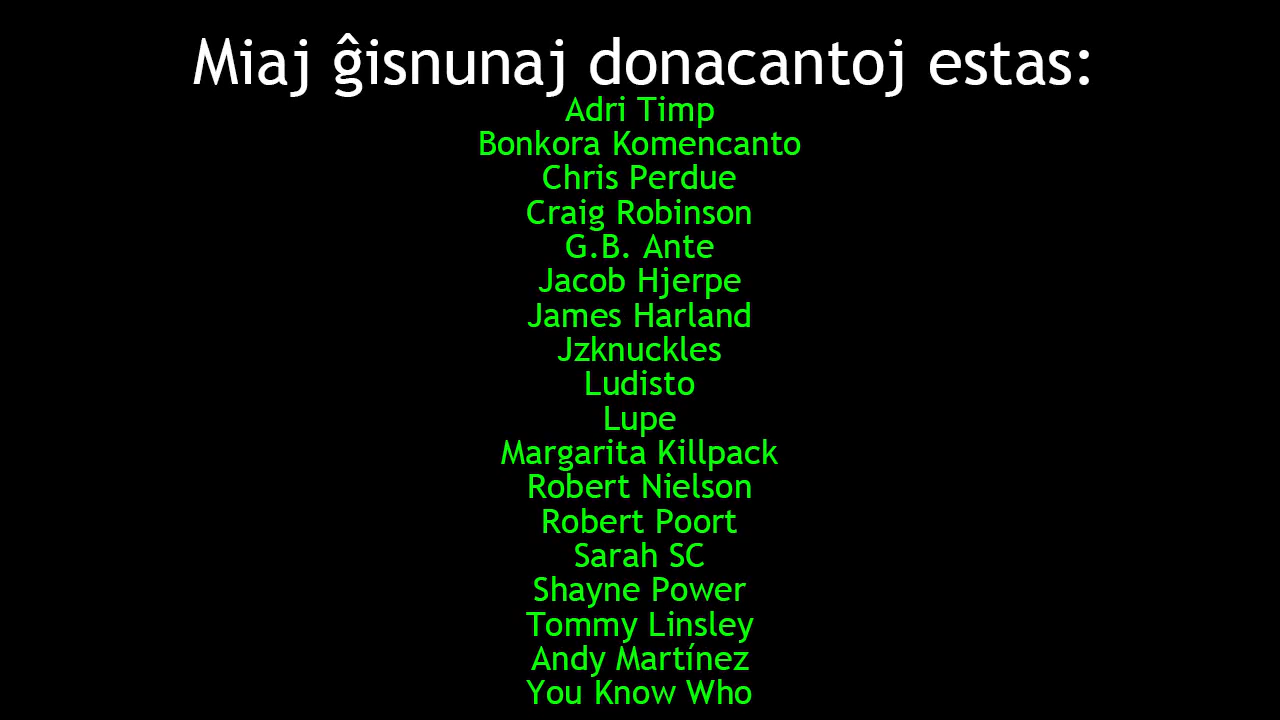 Miaj ĝisnunaj donacantoj estas:
Adri Timp
Bonkora Komencanto
Chris Perdue
Craig Robinson
G.B. Ante
Jacob Hjerpe
James Harland
Jzknuckles
Ludisto
Lupe
Margarita Killpack
Robert Nielson
Robert Poort
Sarah SC
Shayne Power
Tommy Linsley
Andy Martínez
You Know Who